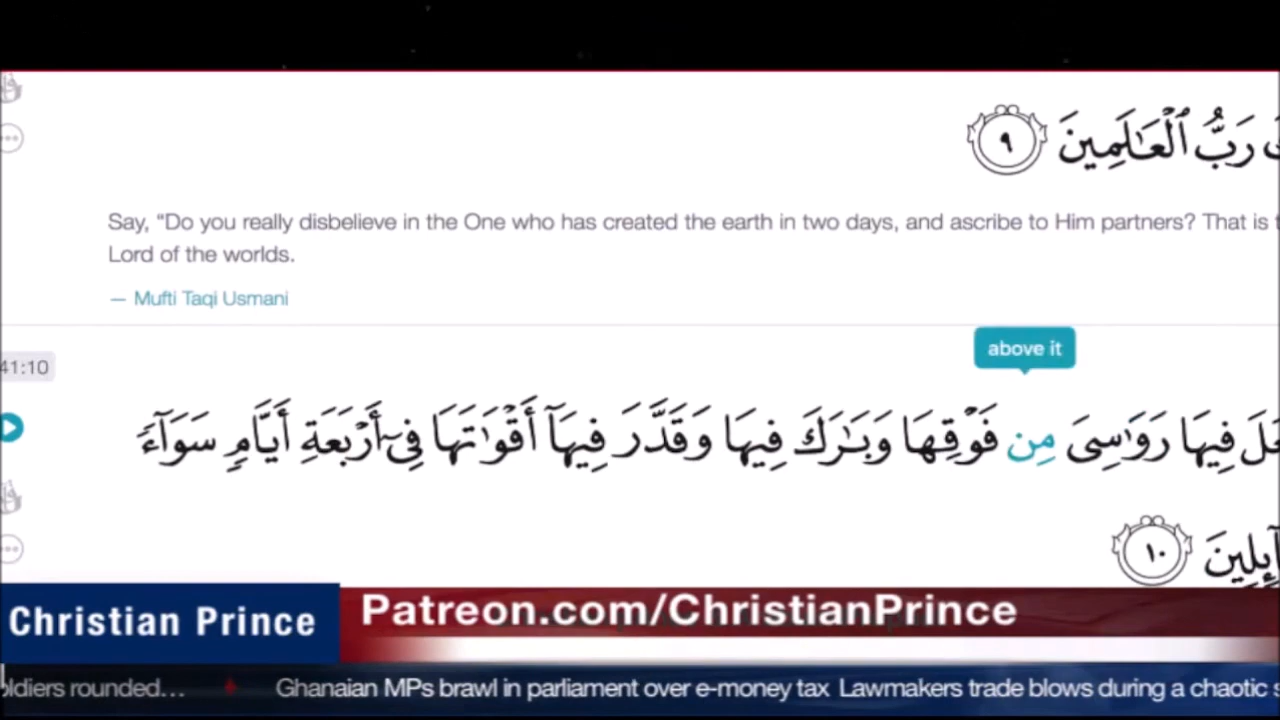 رَبُّ ٱلْعَـٰلَمِينَ ٩
Say, “Do you really disbelieve in the One who has created the earth in two days, and ascribe to Him partners? That is
Lord of the worlds.
— Mufti Taqi Usmani
above it
41:10
فِيهَا رَوَٰسِىَ مِن فَوْقِهَا وَبَـٰرَكَ فِيهَا وَقَدَّرَ فِيهَآ أَقْوَٰتَهَا فِىٓ أَرْبَعَةِ أَيَّامٍ سَوَآءً
١٠
Christian Prince
Patreon.com/ChristianPrince
rounded... Ghanaian MPs brawl in parliament over e-money tax Lawmakers trade blows during a chaotic